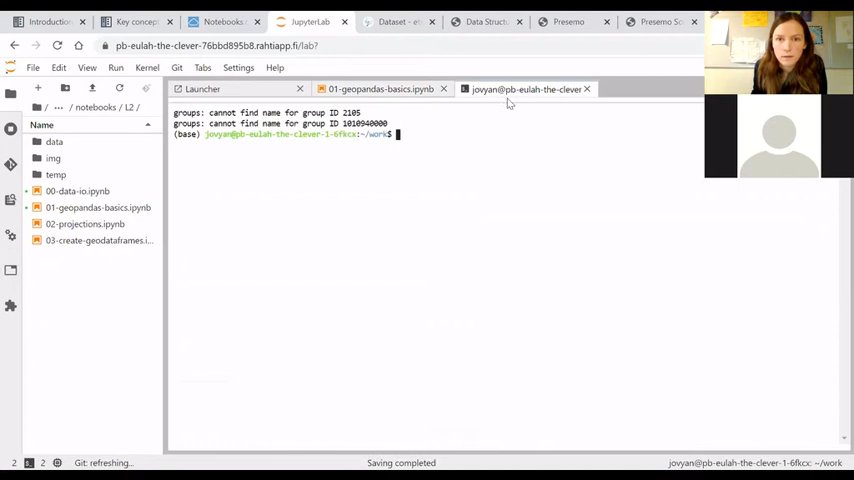 Introduction
Key concept
Notebooks.
JupyterLab
Dataset - et
Data Structu
Presemo
Presemo So
pb-eulah-the-clever-76bbd895b8.rahtiapp.fi/lab?
File Edit View Run Kernel Git Tabs Settings Help
/ ··· / notebooks / L2 /
Name
data
img
temp
00-data-io.ipynb
01-geopandas-basics.ipynb
02-projections.ipynb
03-create-geodataframes.i...
Launcher
01-geopandas-basics.ipynb
jovyan@pb-eulah-the-clever
groups: cannot find name for group ID 2105
groups: cannot find name for group ID 1010940000
(base) jovyan@pb-eulah-the-clever-1-6fkcx:~/work$
2
2
Git: refreshing...
Saving completed
jovyan@pb-eulah-the-clever-1-6fkcx: ~/work